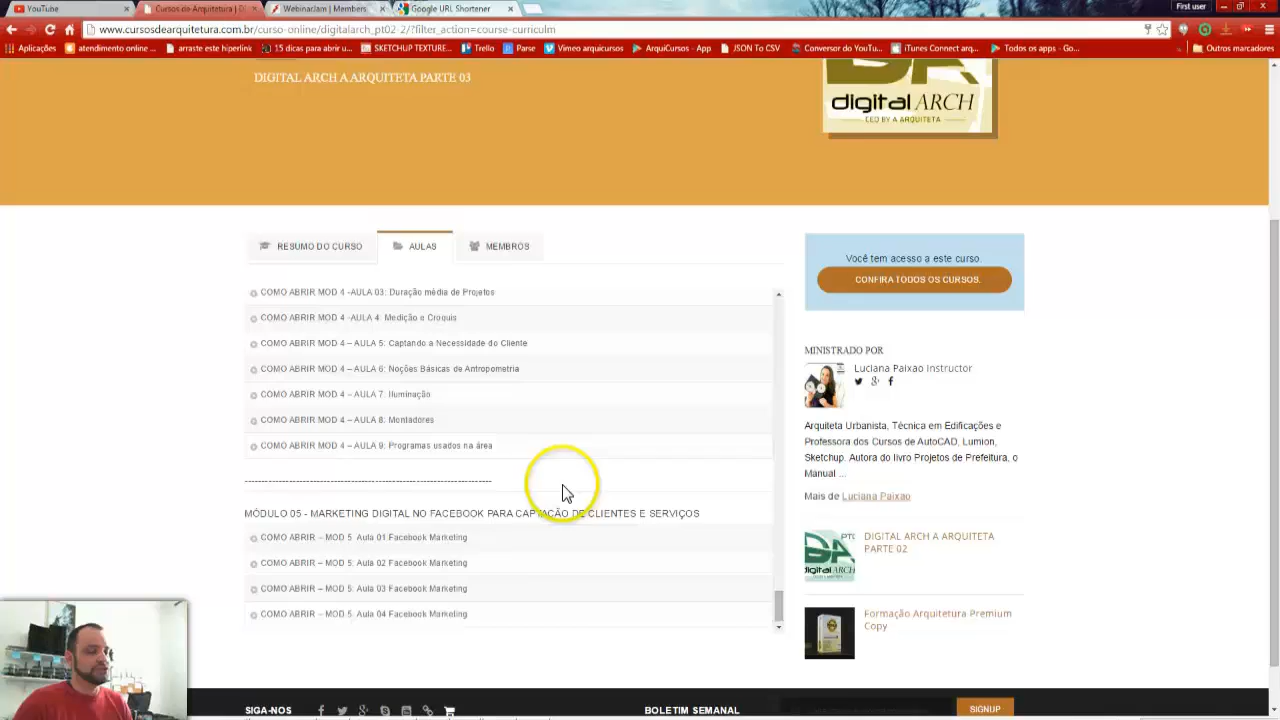 YouTube
Cursos de Arquitetura | D
WebinarJam | Members
Google URL Shortener
First user
www.cursosdearquitetura.com.br/curso-online/digitalarch_pt02-2/?filter_action=course-curriculm
Aplicações
atendimento online ...
arraste este hiperlink
15 dicas para abrir u...
SKETCHUP TEXTURE...
Trello
Parse
Vimeo arquicursos
ArquiCursos - App
JSON To CSV
Conversor do YouTu...
iTunes Connect arq...
Todos os apps - Go...
Outros marcadores
DIGITAL ARCH A ARQUITETA PARTE 03
DA
digital ARCH
CEO BY A ARQUITETA
RESUMO DO CURSO
AULAS
MEMBROS
COMO ABRIR MOD 4 -AULA 03: Duração média de Projetos
COMO ABRIR MOD 4 -AULA 4: Medição e Croquis
COMO ABRIR MOD 4 – AULA 5: Captando a Necessidade do Cliente
COMO ABRIR MOD 4 – AULA 6: Noções Básicas de Antropometria
COMO ABRIR MOD 4 – AULA 7: Iluminação
COMO ABRIR MOD 4 – AULA 8: Montadores
COMO ABRIR MOD 4 – AULA 9: Programas usados na área
MÓDULO 05 - MARKETING DIGITAL NO FACEBOOK PARA CAPTAÇÃO DE CLIENTES E SERVIÇOS
COMO ABRIR – MOD 5: Aula 01 Facebook Marketing
COMO ABRIR – MOD 5: Aula 02 Facebook Marketing
COMO ABRIR – MOD 5: Aula 03 Facebook Marketing
COMO ABRIR – MOD 5: Aula 04 Facebook Marketing
Você tem acesso a este curso.
CONFIRA TODOS OS CURSOS.
MINISTRADO POR
Luciana Paixao Instructor
Arquiteta Urbanista, Técnica em Edificações e
Professora dos Cursos de AutoCAD, Lumion,
Sketchup. Autora do livro Projetos de Prefeitura, o
Manual ...
Mais de Luciana Paixao
DIGITAL ARCH A ARQUITETA
PARTE 02
digital ARCH
Formação Arquitetura Premium
Copy
SIGA-NOS
BOLETIM SEMANAL
SIGNUP